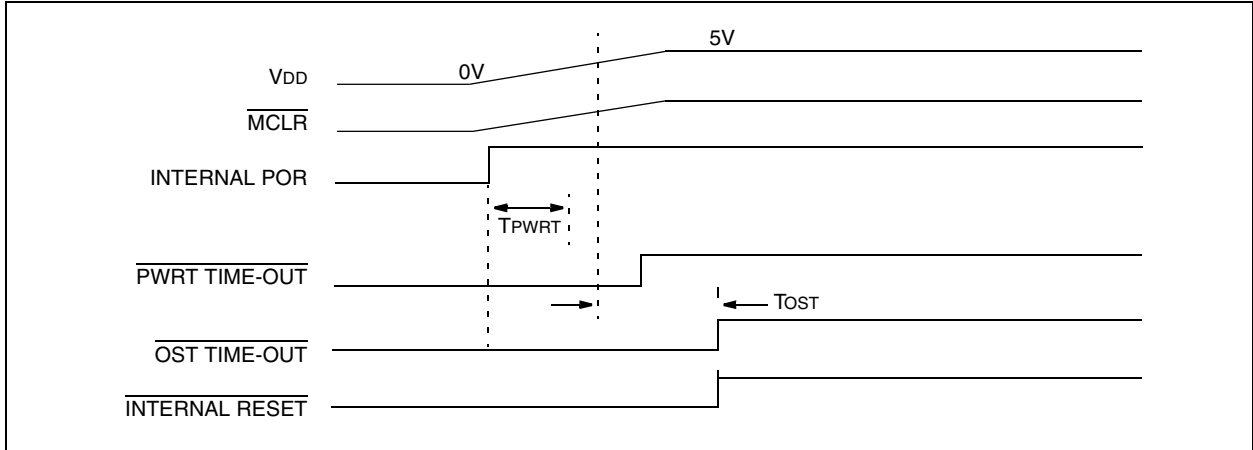 5V
0V
VDD
MCLR
INTERNAL POR
TPWRT
PWRT TIME-OUT
TOST
OST TIME-OUT
INTERNAL RESET